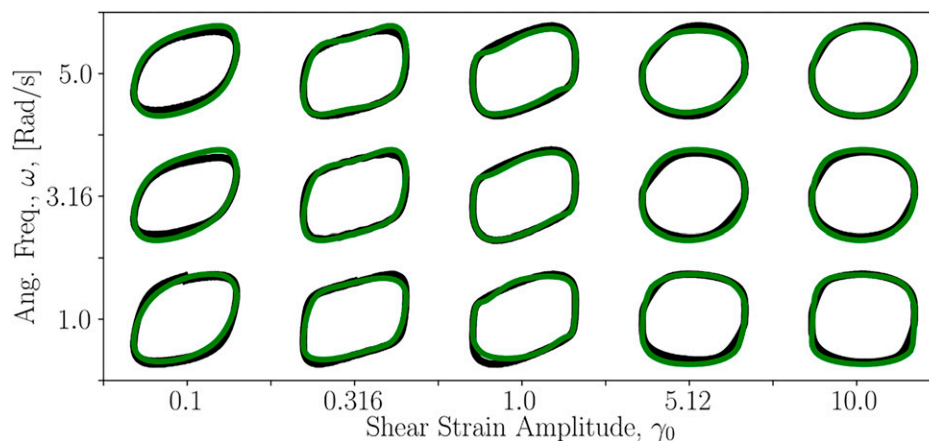 Ang. Freq., ω, [Rad/s]
5.0
3.16
1.0
0.1 0.316 1.0 5.12 10.0
Shear Strain Amplitude, γ₀